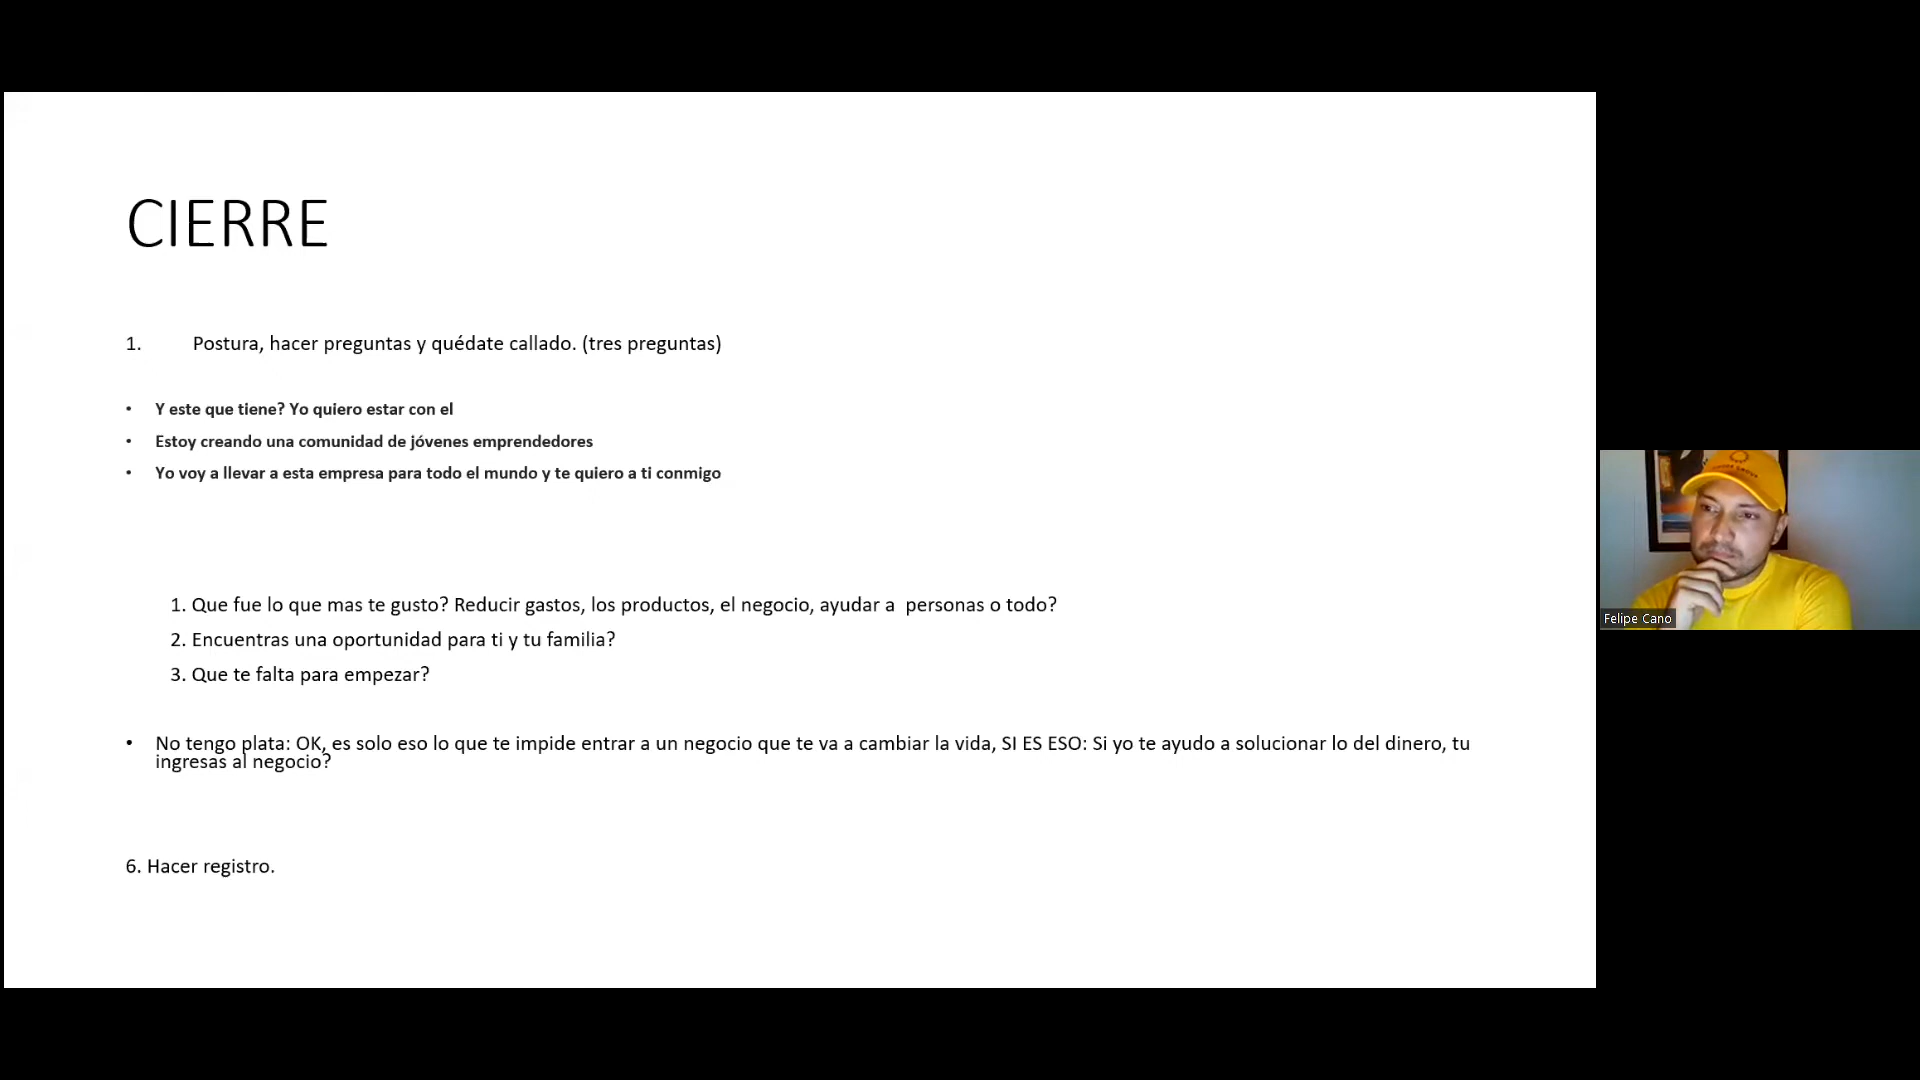 CIERRE
1. Postura, hacer preguntas y quédate callado. (tres preguntas)
• Y este que tiene? Yo quiero estar con el
• Estoy creando una comunidad de jóvenes emprendedores
• Yo voy a llevar a esta empresa para todo el mundo y te quiero a ti conmigo
1. Que fue lo que mas te gusto? Reducir gastos, los productos, el negocio, ayudar a personas o todo?
2. Encuentras una oportunidad para ti y tu familia?
3. Que te falta para empezar?
• No tengo plata: OK, es solo eso lo que te impide entrar a un negocio que te va a cambiar la vida, SI ES ESO: Si yo te ayudo a solucionar lo del dinero, tu
ingresas al negocio?
6. Hacer registro.
Felipe Cano